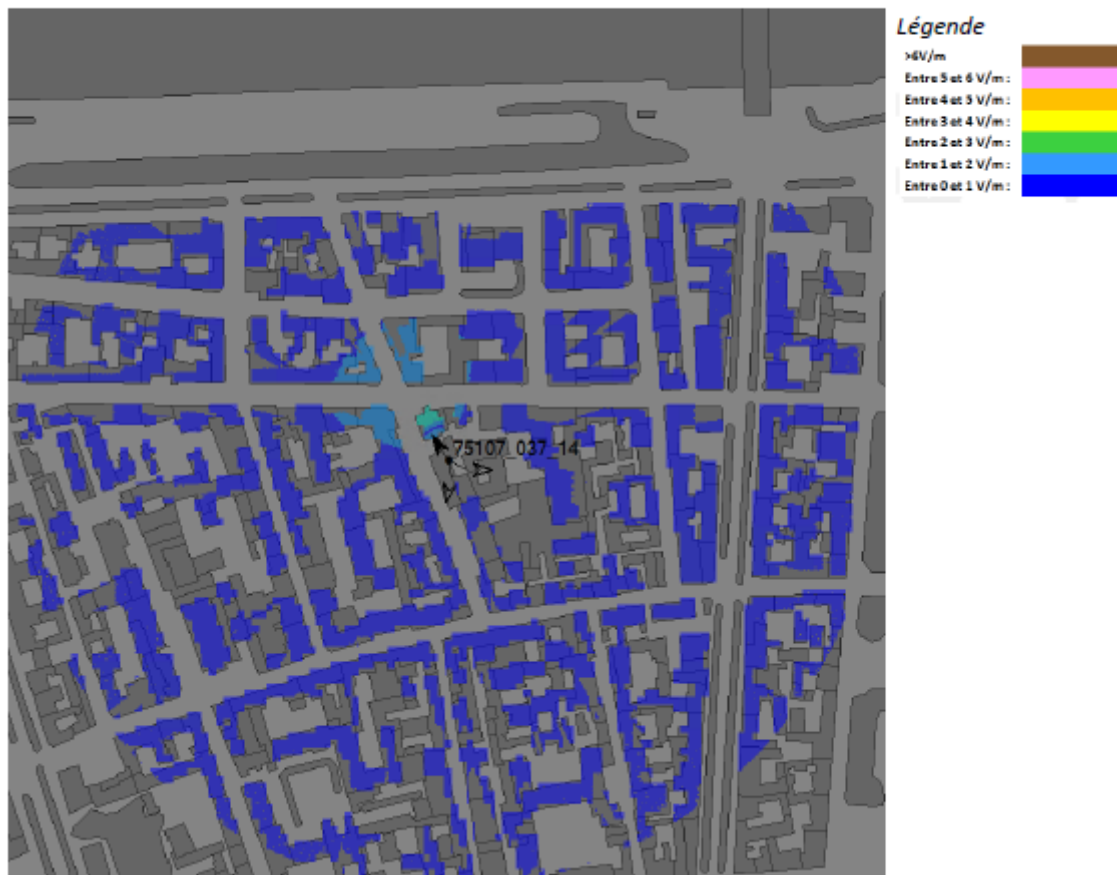 Légende
>6V/m
Entre 5 et 6 V/m :
Entre 4 et 5 V/m :
Entre 3 et 4 V/m :
Entre 2 et 3 V/m :
Entre 1 et 2 V/m :
Entre 0 et 1 V/m :
75107_037_14